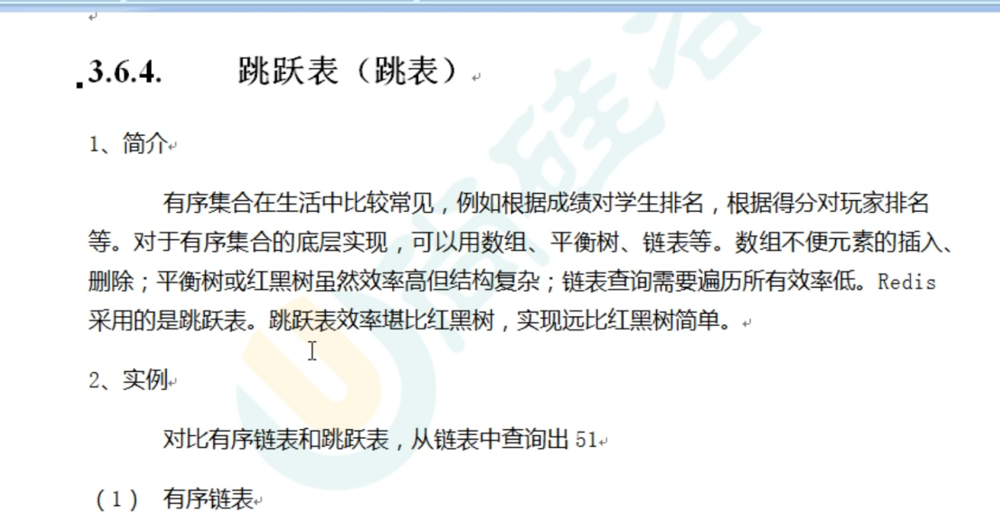 3.6.4. 跳跃表（跳表）
1、简介
有序集合在生活中比较常见，例如根据成绩对学生排名，根据得分对玩家排名
等。对于有序集合的底层实现，可以用数组、平衡树、链表等。数组不便元素的插入、
删除；平衡树或红黑树虽然效率高但结构复杂；链表查询需要遍历所有效率低。Redis
采用的是跳跃表。跳跃表效率堪比红黑树，实现远比红黑树简单。
2、实例
对比有序链表和跳跃表，从链表中查询出 51
（1） 有序链表
尚硅谷